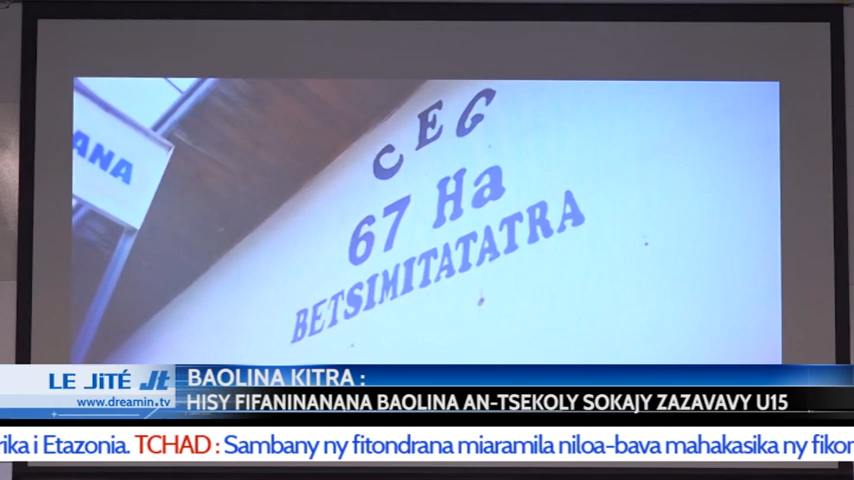 ANA
CEG
67 Ha
BETSIMITATATRA
LE JiTÉ Jt
www.dreamin.tv
BAOLINA KITRA :
HISY FIFANINANANA BAOLINA AN-TSEKOLY SOKAJY ZAZAVAVY U15
rika i Etazonia. TCHAD : Sambany ny fitondrana miaramila niloa-bava mahakasika ny fikor